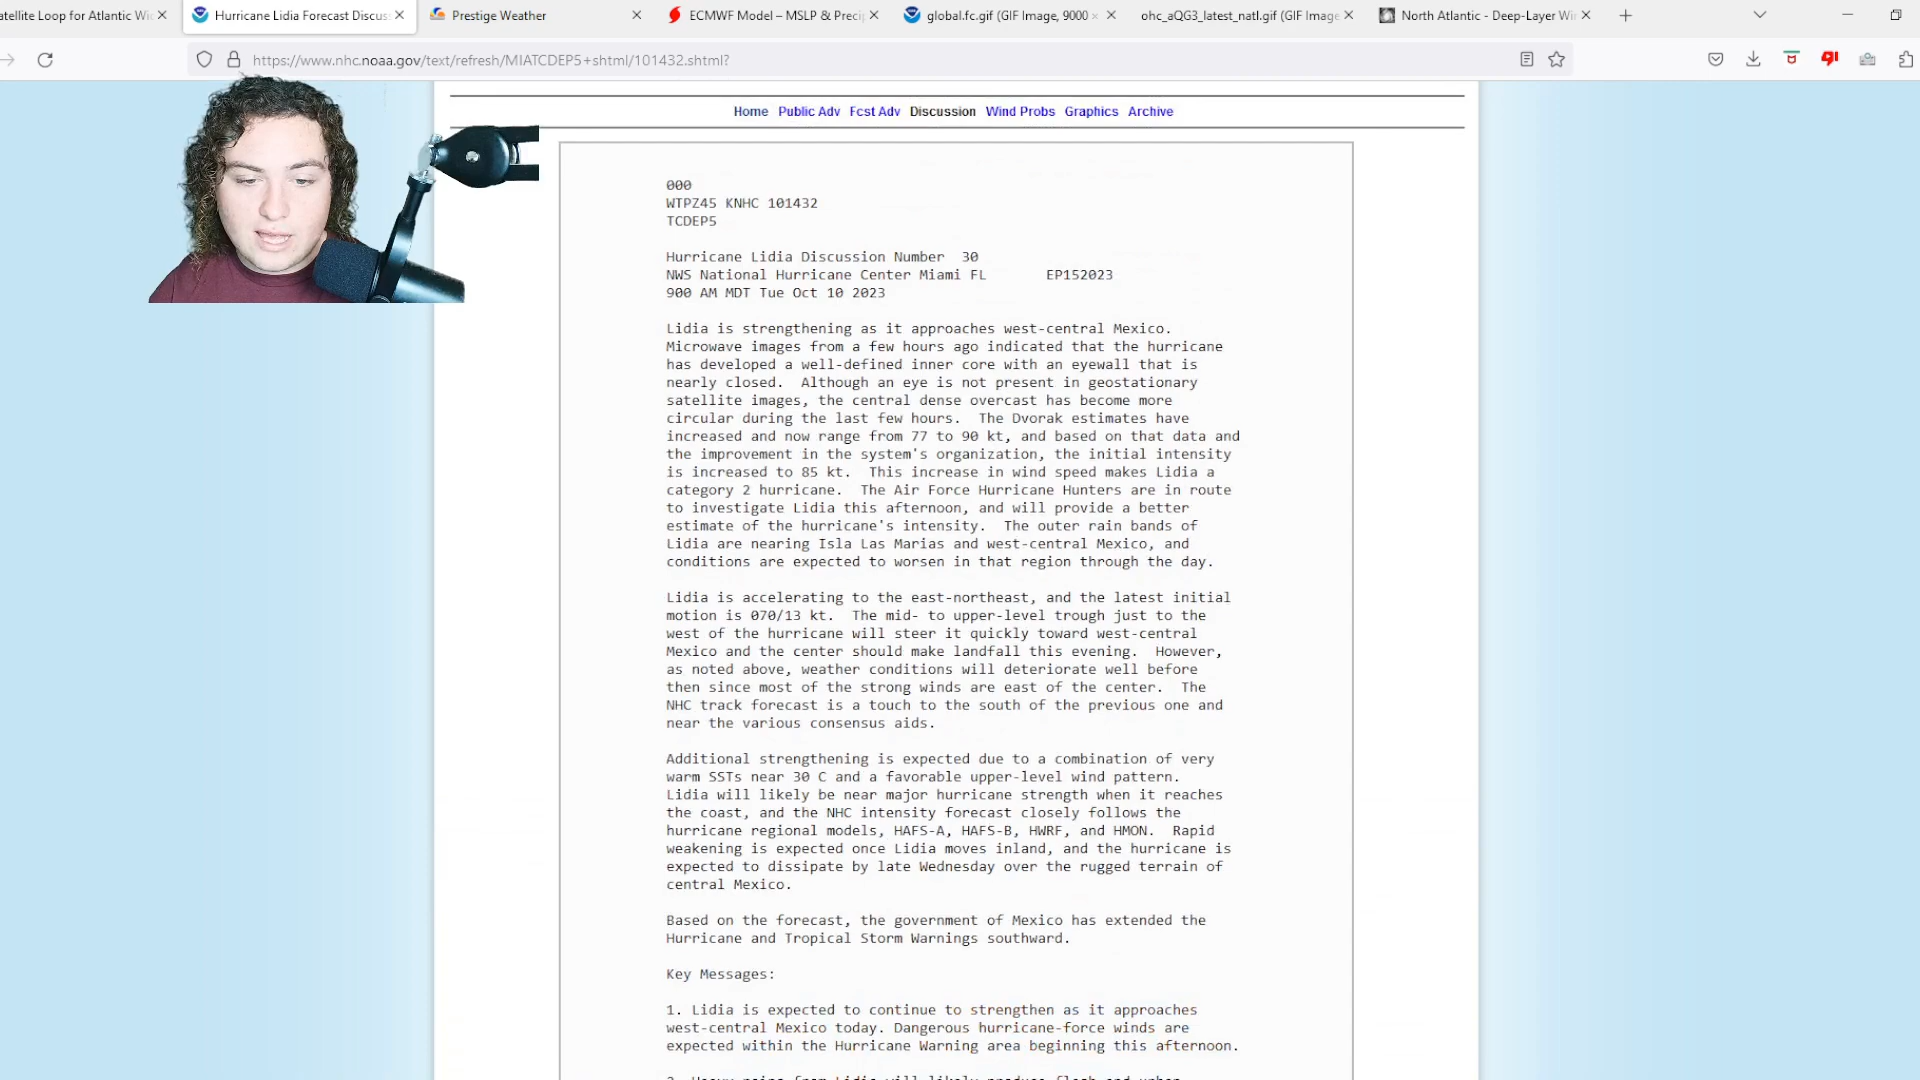 atellite Loop for Atlantic Wi
Hurricane Lidia Forecast Discus
Prestige Weather
ECMWF Model – MSLP & Preci
global.fc.gif (GIF Image, 9000 ×
ohc_aQG3_latest_natl.gif (GIF Image
North Atlantic - Deep-Layer Wi
https://www.nhc.noaa.gov/text/refresh/MIATCDEP5+shtml/101432.shtml?
Home Public Adv Fcst Adv Discussion Wind Probs Graphics Archive
000
WTPZ45 KNHC 101432
TCDEP5
Hurricane Lidia Discussion Number 30
NWS National Hurricane Center Miami FL EP152023
900 AM MDT Tue Oct 10 2023
Lidia is strengthening as it approaches west-central Mexico.
Microwave images from a few hours ago indicated that the hurricane
has developed a well-defined inner core with an eyewall that is
nearly closed. Although an eye is not present in geostationary
satellite images, the central dense overcast has become more
circular during the last few hours. The Dvorak estimates have
increased and now range from 77 to 90 kt, and based on that data and
the improvement in the system's organization, the initial intensity
is increased to 85 kt. This increase in wind speed makes Lidia a
category 2 hurricane. The Air Force Hurricane Hunters are in route
to investigate Lidia this afternoon, and will provide a better
estimate of the hurricane's intensity. The outer rain bands of
Lidia are nearing Isla Las Marias and west-central Mexico, and
conditions are expected to worsen in that region through the day.
Lidia is accelerating to the east-northeast, and the latest initial
motion is 070/13 kt. The mid- to upper-level trough just to the
west of the hurricane will steer it quickly toward west-central
Mexico and the center should make landfall this evening. However,
as noted above, weather conditions will deteriorate well before
then since most of the strong winds are east of the center. The
NHC track forecast is a touch to the south of the previous one and
near the various consensus aids.
Additional strengthening is expected due to a combination of very
warm SSTs near 30 C and a favorable upper-level wind pattern.
Lidia will likely be near major hurricane strength when it reaches
the coast, and the NHC intensity forecast closely follows the
hurricane regional models, HAFS-A, HAFS-B, HWRF, and HMON. Rapid
weakening is expected once Lidia moves inland, and the hurricane is
expected to dissipate by late Wednesday over the rugged terrain of
central Mexico.
Based on the forecast, the government of Mexico has extended the
Hurricane and Tropical Storm Warnings southward.
Key Messages:
1. Lidia is expected to continue to strengthen as it approaches
west-central Mexico today. Dangerous hurricane-force winds are
expected within the Hurricane Warning area beginning this afternoon.